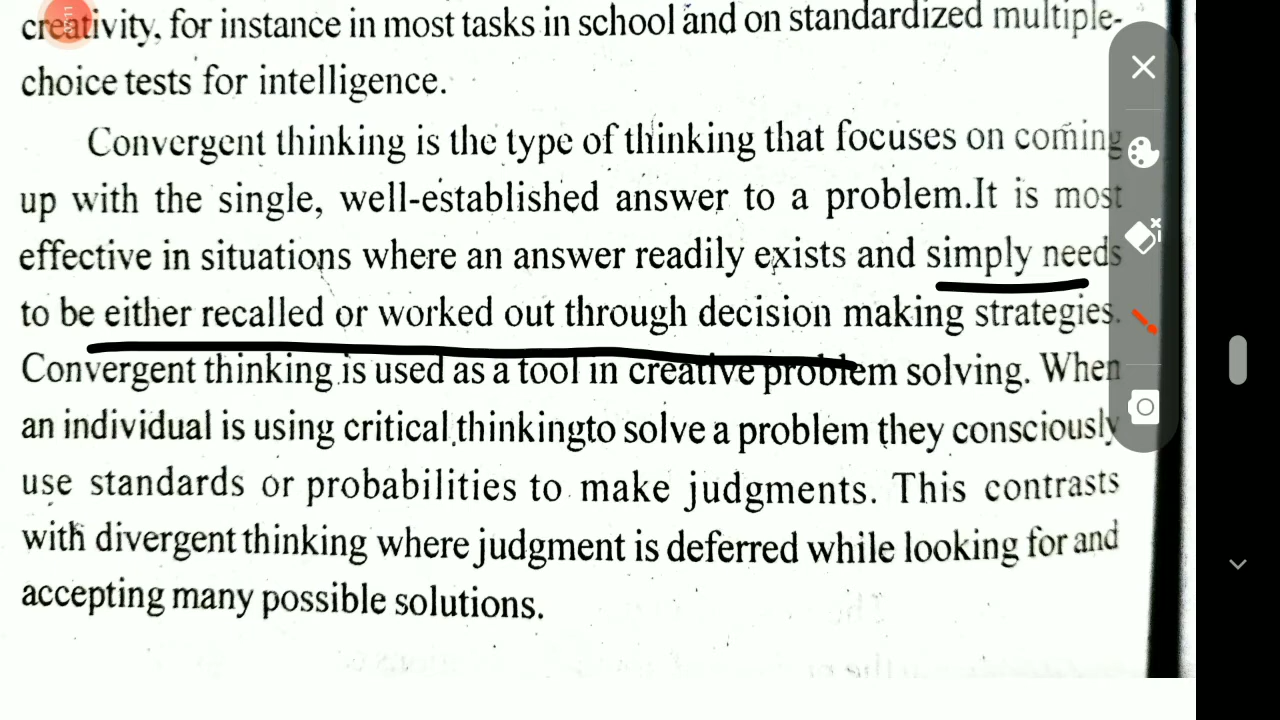 creativity, for instance in most tasks in school and on standardized multiple-
choice tests for intelligence.
Convergent thinking is the type of thinking that focuses on coming
up with the single, well-established answer to a problem.It is most
effective in situations where an answer readily exists and simply needs
to be either recalled or worked out through decision making strategies.
Convergent thinking is used as a tool in creative problem solving. When
an individual is using critical thinkingto solve a problem they consciously
use standards or probabilities to make judgments. This contrasts
with divergent thinking where judgment is deferred while looking for and
accepting many possible solutions.